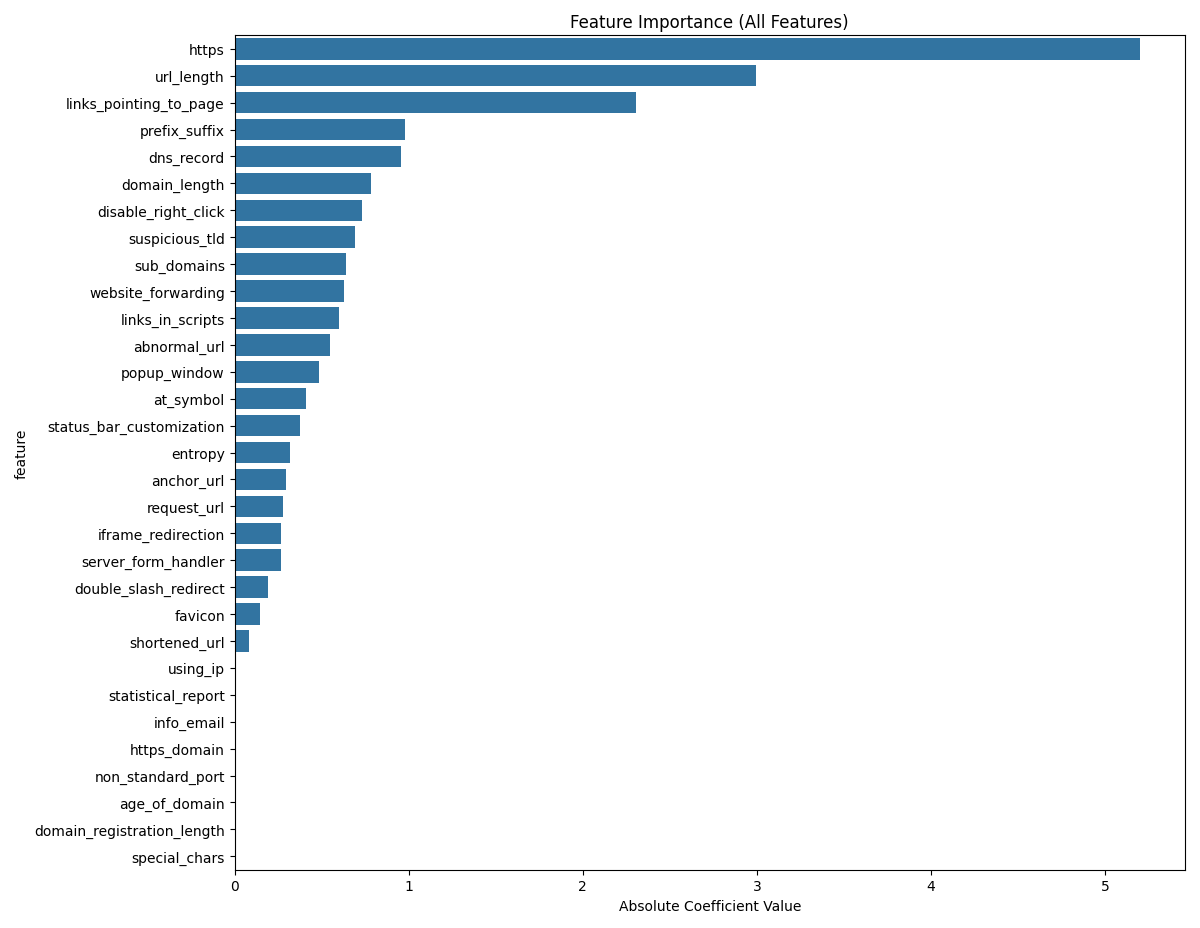 Feature Importance (All Features)
https
url_length
links_pointing_to_page
prefix_suffix
dns_record
domain_length
disable_right_click
suspicious_tld
sub_domains
website_forwarding
links_in_scripts
abnormal_url
popup_window
at_symbol
status_bar_customization
entropy
anchor_url
request_url
iframe_redirection
server_form_handler
double_slash_redirect
favicon
shortened_url
using_ip
statistical_report
info_email
https_domain
non_standard_port
age_of_domain
domain_registration_length
special_chars
feature
0 1 2 3 4 5
Absolute Coefficient Value